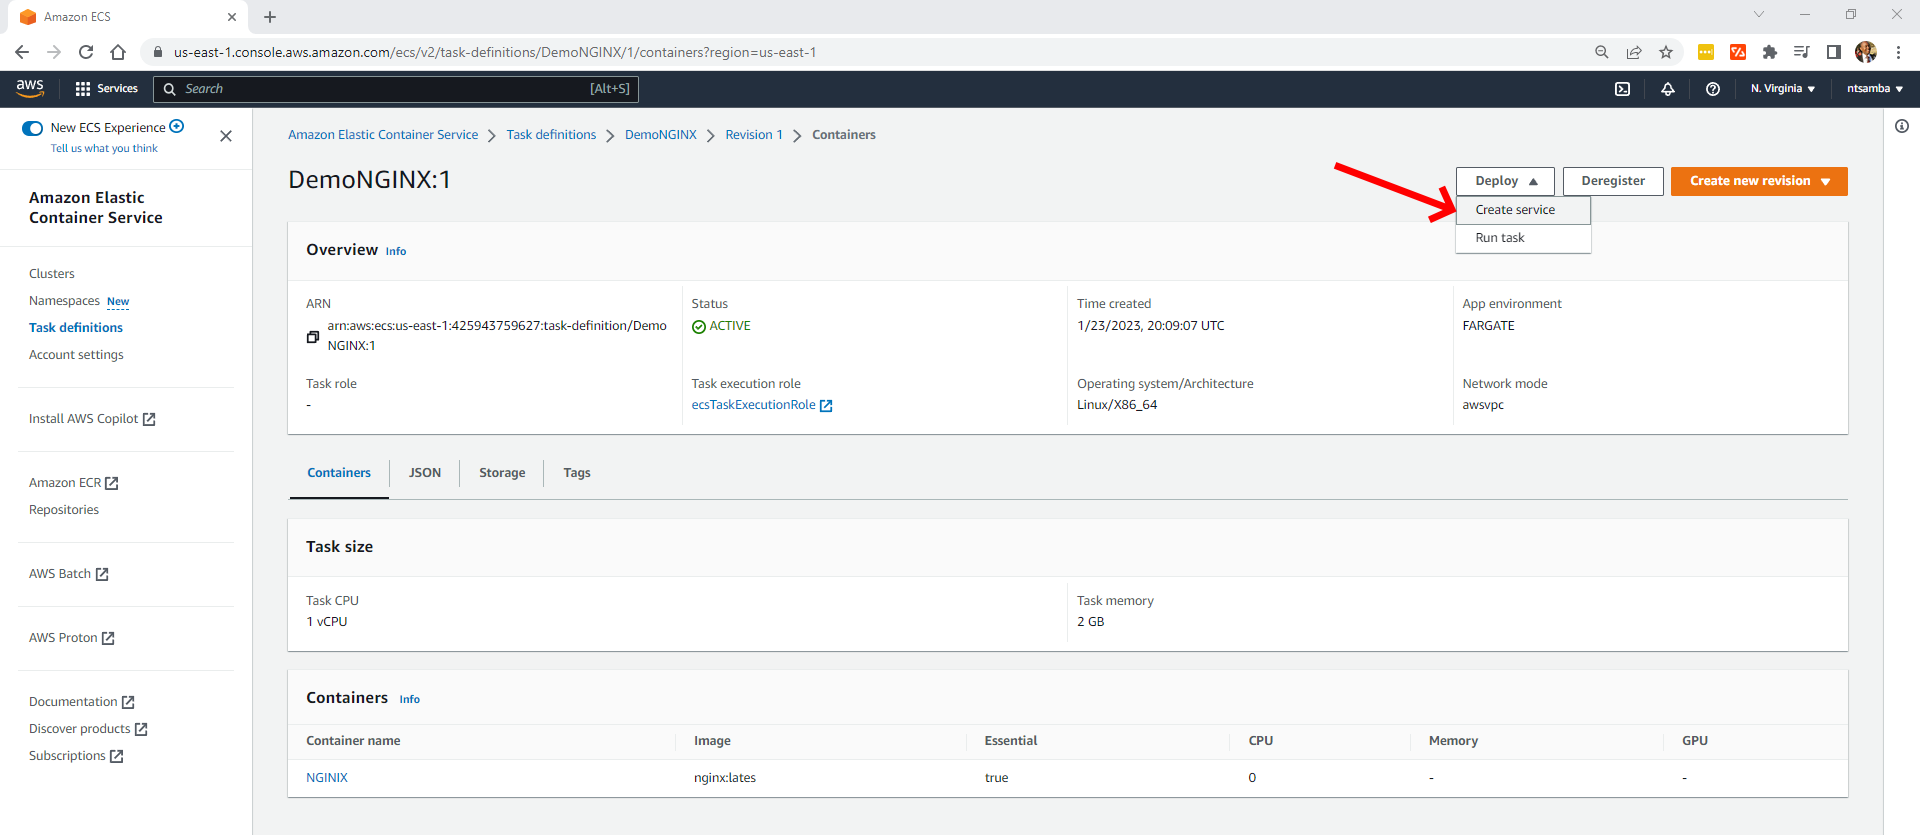 Amazon ECS
us-east-1.console.aws.amazon.com/ecs/v2/task-definitions/DemoNGINX/1/containers?region=us-east-1
aws
Services
Search
[Alt+S]
N. Virginia
ntsamba
New ECS Experience
Tell us what you think
Amazon Elastic
Container Service
Clusters
Namespaces New
Task definitions
Account settings
Install AWS Copilot
Amazon ECR
Repositories
AWS Batch
AWS Proton
Documentation
Discover products
Subscriptions
Amazon Elastic Container Service
Task definitions
DemoNGINX
Revision 1
Containers
DemoNGINX:1
Deploy
Deregister
Create new revision
Create service
Run task
Overview Info
ARN
arn:aws:ecs:us-east-1:425943759627:task-definition/Demo
NGINX:1
Status
ACTIVE
Time created
1/23/2023, 20:09:07 UTC
App environment
FARGATE
Task role
-
Task execution role
ecsTaskExecutionRole
Operating system/Architecture
Linux/X86_64
Network mode
awsvpc
Containers
JSON
Storage
Tags
Task size
Task CPU
1 vCPU
Task memory
2 GB
Containers Info
Container name Image Essential CPU Memory GPU
NGINIX nginx:lates true 0 - -